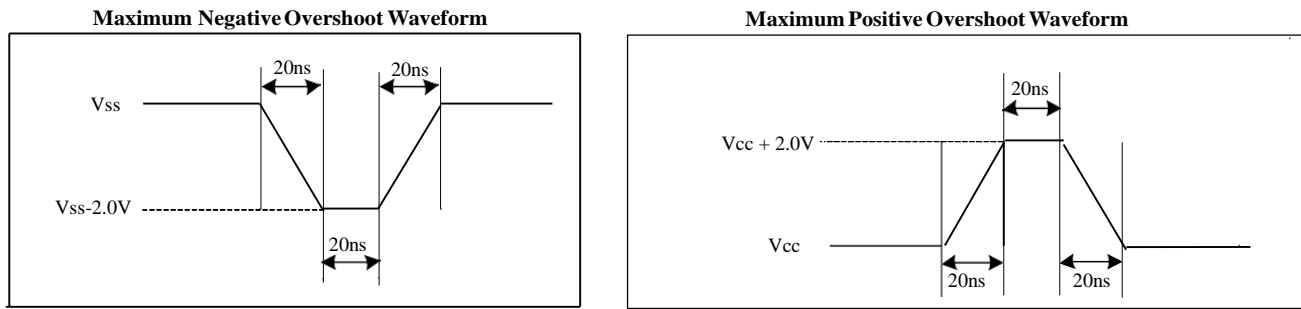 Maximum Negative Overshoot Waveform
20ns
20ns
Vss
Vss-2.0V
20ns
Maximum Positive Overshoot Waveform
20ns
Vcc + 2.0V
Vcc
20ns
20ns